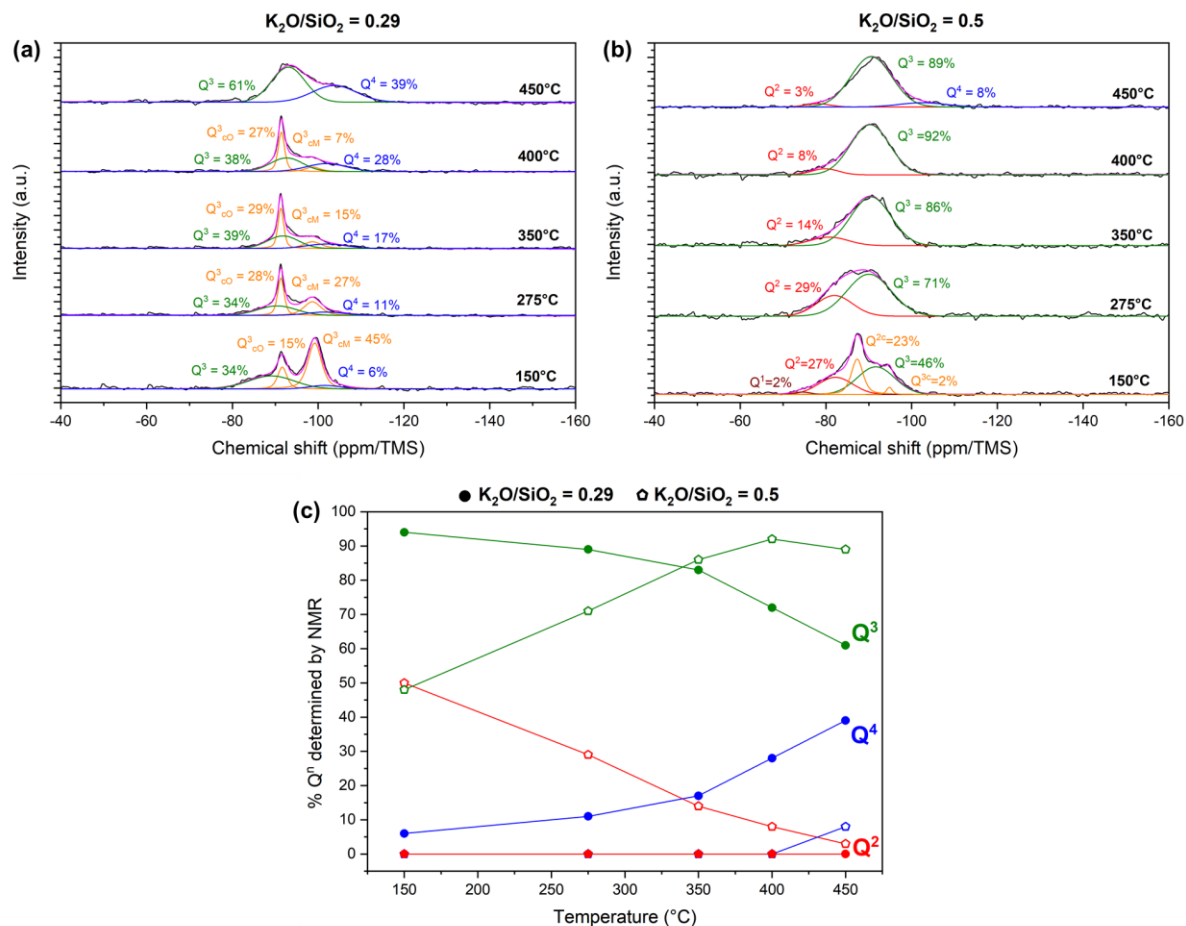 K₂O/SiO₂ = 0.29
(a)
Q³ = 61%
Q⁴ = 39%
450°C
Q³cO = 27%
Q³cM = 7%
Q³ = 38%
Q⁴ = 28%
400°C
Q³cO = 29%
Q³cM = 15%
Q³ = 39%
Q⁴ = 17%
350°C
Q³cO = 28%
Q³cM = 27%
Q³ = 34%
Q⁴ = 11%
275°C
Q³cO = 15%
Q³cM = 45%
Q³ = 34%
Q⁴ = 6%
150°C
Intensity (a.u.)
-40 -60 -80 -100 -120 -140 -160
Chemical shift (ppm/TMS)
K₂O/SiO₂ = 0.5
(b)
Q³ = 89%
Q² = 3%
Q⁴ = 8%
450°C
Q³ = 92%
Q² = 8%
400°C
Q³ = 86%
Q² = 14%
350°C
Q³ = 71%
Q² = 29%
275°C
Q²ᶜ=23%
Q²=27%
Q³=46%
Q¹=2%
Q³ᶜ=2%
150°C
Intensity (a.u.)
-40 -60 -80 -100 -120 -140 -160
Chemical shift (ppm/TMS)
K₂O/SiO₂ = 0.29 K₂O/SiO₂ = 0.5
(c)
100
90
80
70
60
50
40
30
20
10
0
% Qⁿ determined by NMR
Q³
Q⁴
Q²
150 200 250 300 350 400 450
Temperature (°C)